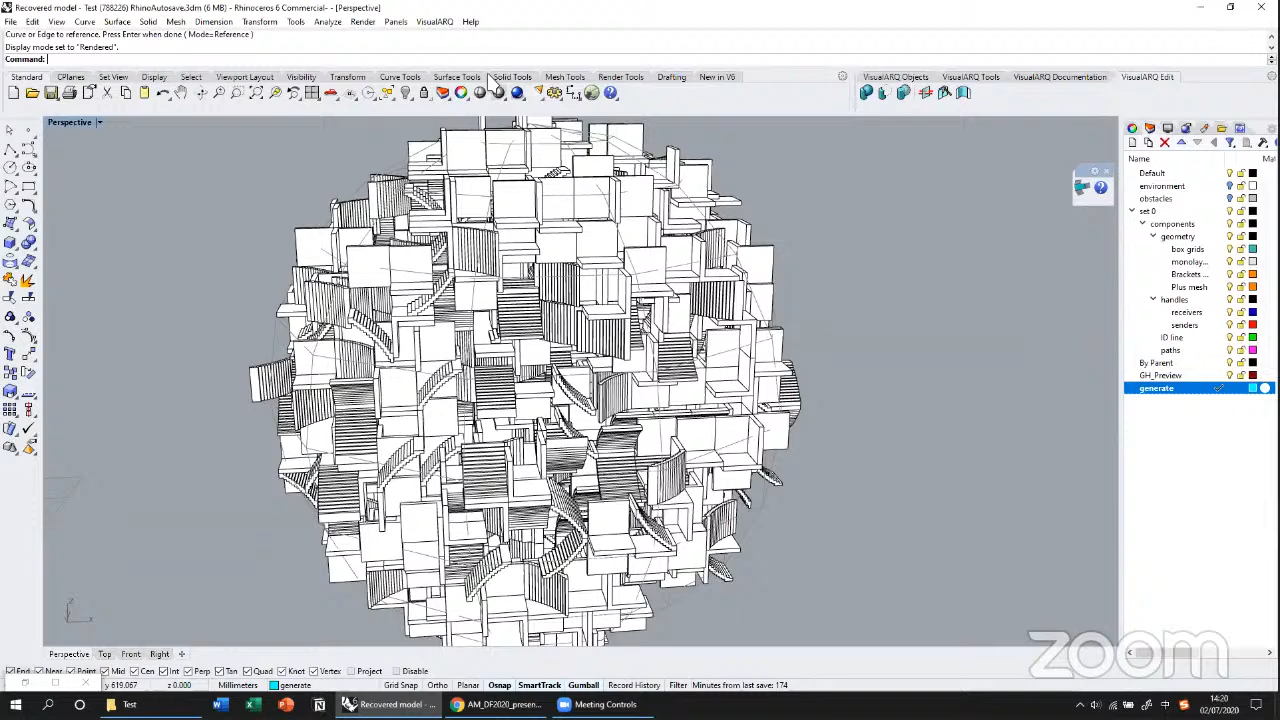 Recovered model - Test (788226) RhinoAutosave.3dm (6 MB) - Rhinoceros 6 Commercial- - [Perspective]
File Edit View Curve Surface Solid Mesh Dimension Transform Tools Analyze Render Panels VisualARQ Help
Curve or Edge to reference. Press Enter when done ( Mode=Reference )
Display mode set to "Rendered".
Command:
Standard CPlanes Set View Display Select Viewport Layout Visibility Transform Curve Tools Surface Tools Solid Tools Mesh Tools Render Tools Drafting New in V6 VisualARQ Objects VisualARQ Tools VisualARQ Documentation VisualARQ Edit
Perspective
Name Mat
Default
environment
obstacles
set 0
components
geometry
box grids
monolay...
Brackets ...
Plus mesh
handles
receivers
senders
ID line
paths
By Parent
GH_Preview
generate
z
x
zoom
Perspective Top Front Right
End Near Point Mid Cen Int Perp Tan Quad Knot Vertex Project Disable
y 619.067 z 0.000 Millimeters generate Grid Snap Ortho Planar Osnap SmartTrack Gumball Record History Filter Minutes from last save: 174
Test Recovered model - ... AM_DF2020_presen... Meeting Controls 14:20
02/07/2020